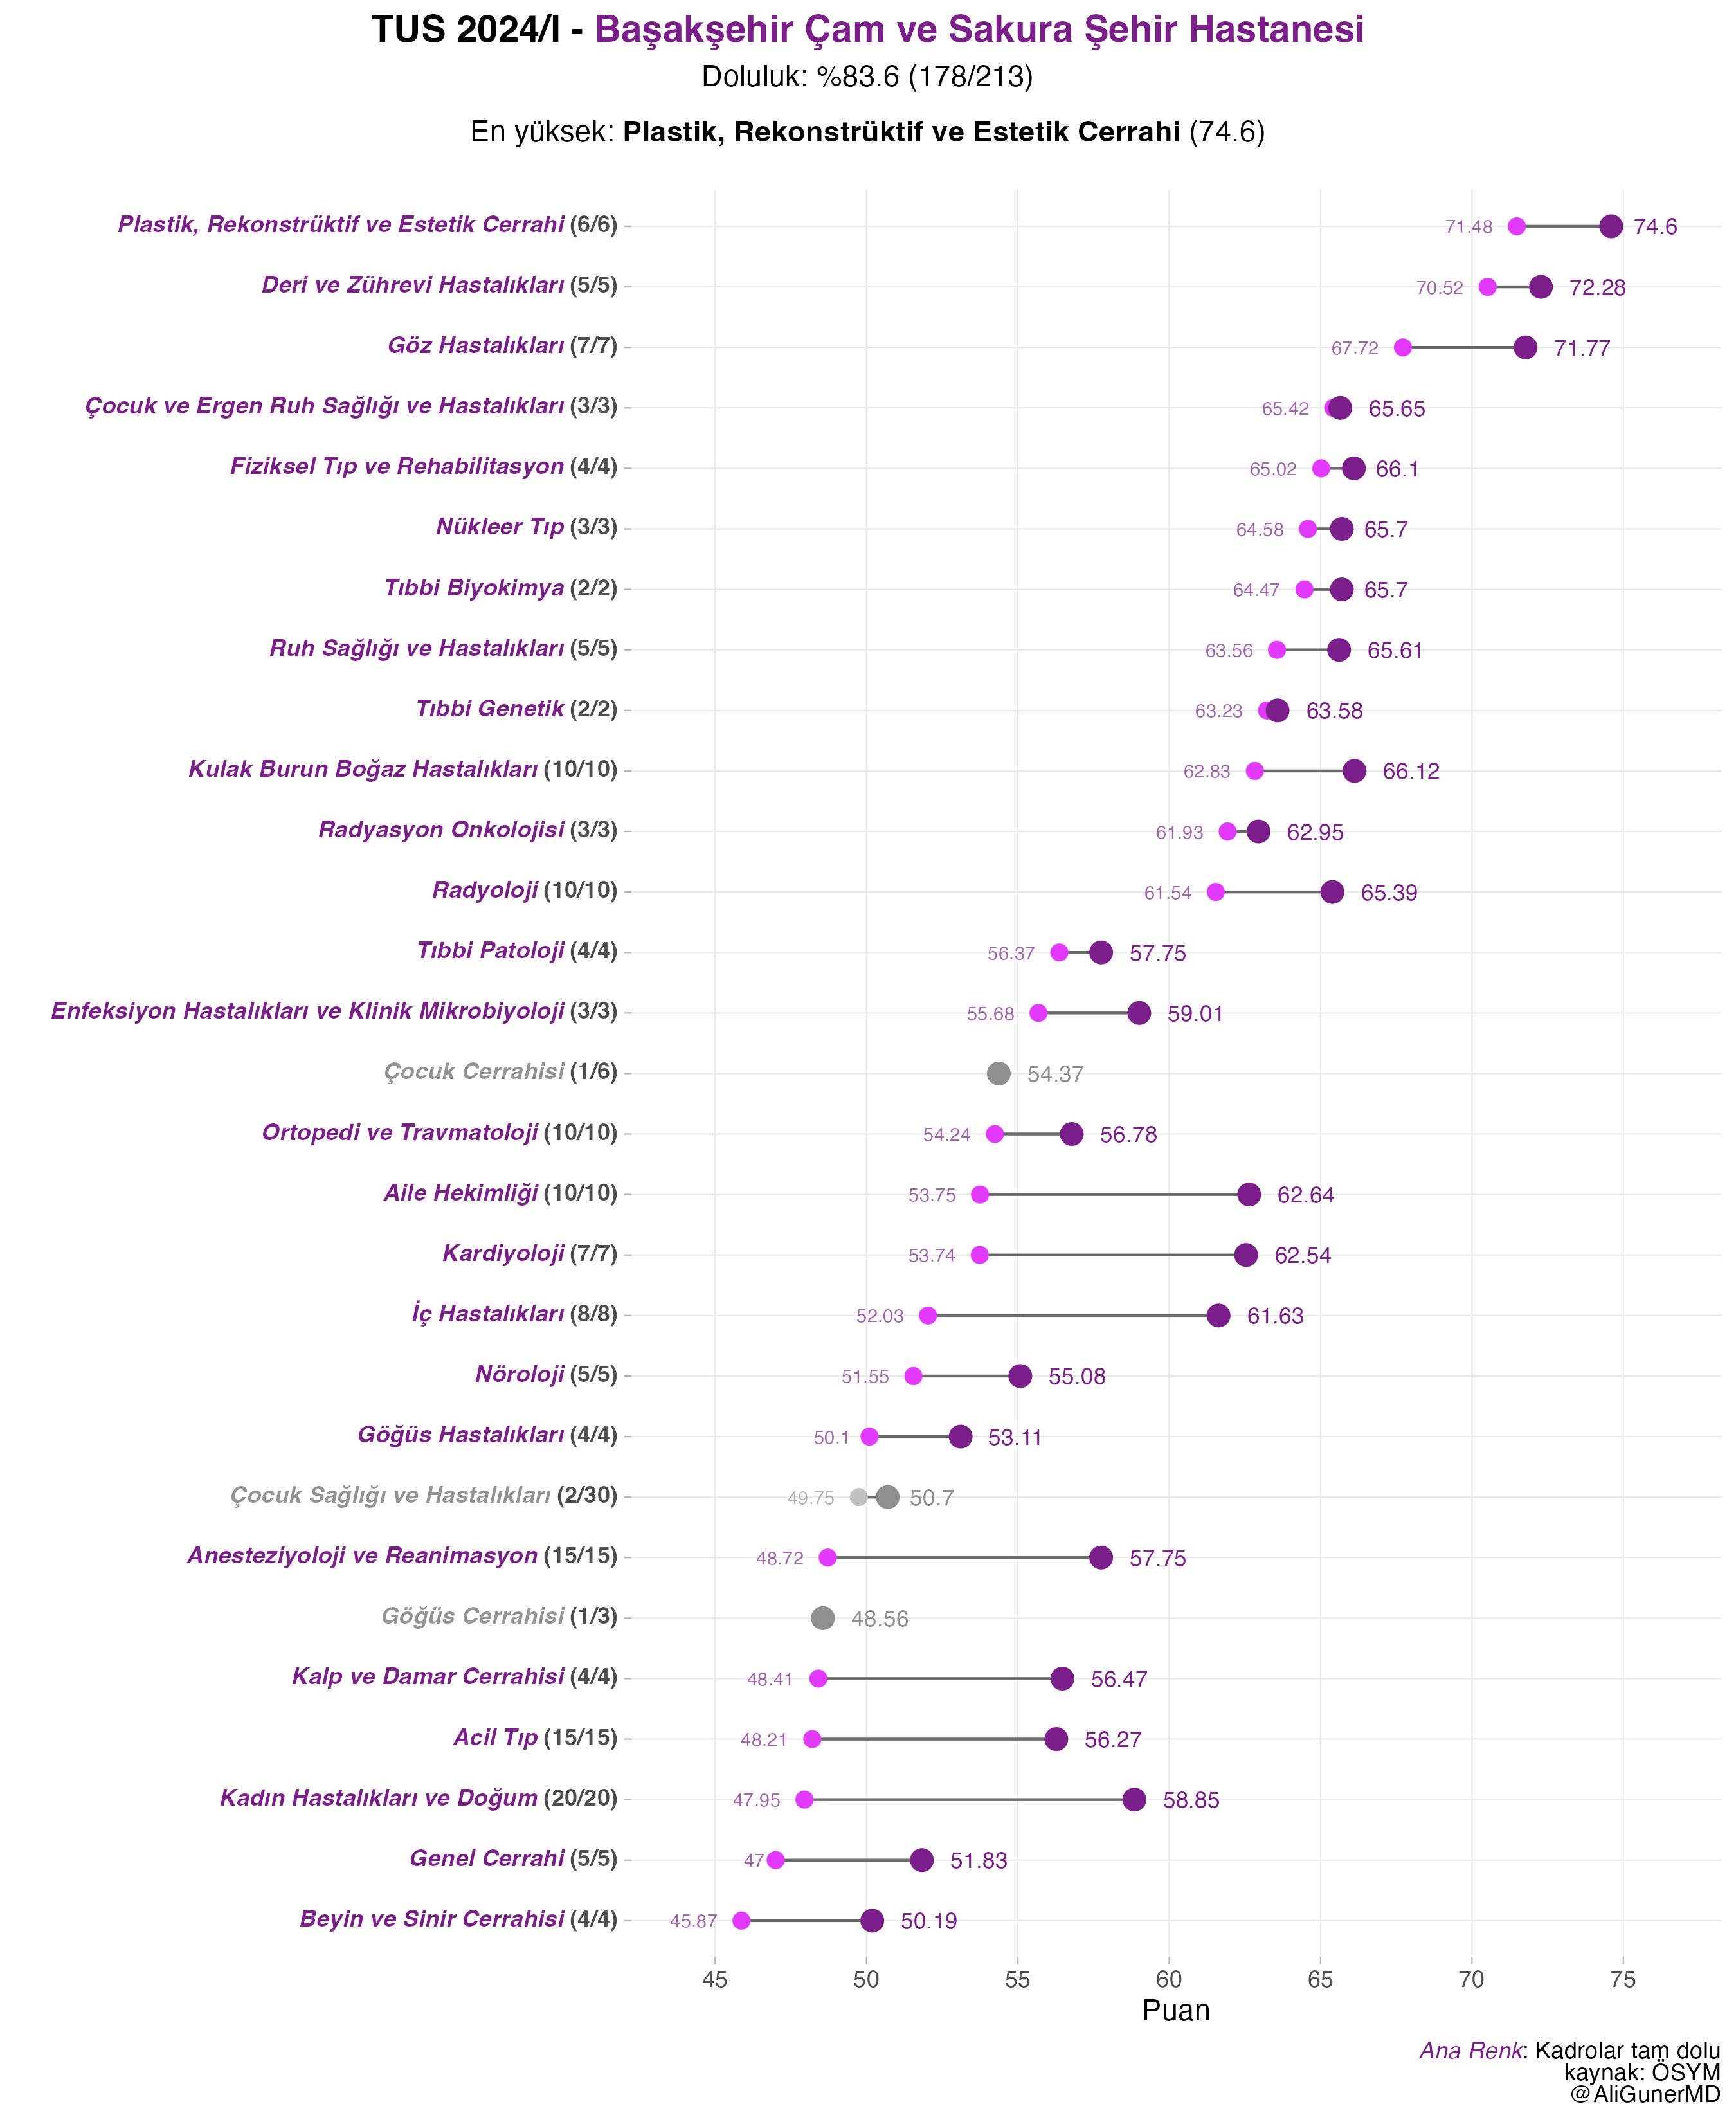 TUS 2024/I - Başakşehir Çam ve Sakura Şehir Hastanesi
Doluluk: %83.6 (178/213)
En yüksek: Plastik, Rekonstrüktif ve Estetik Cerrahi (74.6)
Plastik, Rekonstrüktif ve Estetik Cerrahi (6/6) 71.48 74.6
Deri ve Zührevi Hastalıkları (5/5) 70.52 72.28
Göz Hastalıkları (7/7) 67.72 71.77
Çocuk ve Ergen Ruh Sağlığı ve Hastalıkları (3/3) 65.42 65.65
Fiziksel Tıp ve Rehabilitasyon (4/4) 65.02 66.1
Nükleer Tıp (3/3) 64.58 65.7
Tıbbi Biyokimya (2/2) 64.47 65.7
Ruh Sağlığı ve Hastalıkları (5/5) 63.56 65.61
Tıbbi Genetik (2/2) 63.23 63.58
Kulak Burun Boğaz Hastalıkları (10/10) 62.83 66.12
Radyasyon Onkolojisi (3/3) 61.93 62.95
Radyoloji (10/10) 61.54 65.39
Tıbbi Patoloji (4/4) 56.37 57.75
Enfeksiyon Hastalıkları ve Klinik Mikrobiyoloji (3/3) 55.68 59.01
Çocuk Cerrahisi (1/6) 54.37
Ortopedi ve Travmatoloji (10/10) 54.24 56.78
Aile Hekimliği (10/10) 53.75 62.64
Kardiyoloji (7/7) 53.74 62.54
İç Hastalıkları (8/8) 52.03 61.63
Nöroloji (5/5) 51.55 55.08
Göğüs Hastalıkları (4/4) 50.1 53.11
Çocuk Sağlığı ve Hastalıkları (2/30) 49.75 50.7
Anesteziyoloji ve Reanimasyon (15/15) 48.72 57.75
Göğüs Cerrahisi (1/3) 48.56
Kalp ve Damar Cerrahisi (4/4) 48.41 56.47
Acil Tıp (15/15) 48.21 56.27
Kadın Hastalıkları ve Doğum (20/20) 47.95 58.85
Genel Cerrahi (5/5) 47 51.83
Beyin ve Sinir Cerrahisi (4/4) 45.87 50.19
45 50 55 60 65 70 75
Puan
Ana Renk: Kadrolar tam dolu
kaynak: ÖSYM
@AliGunerMD